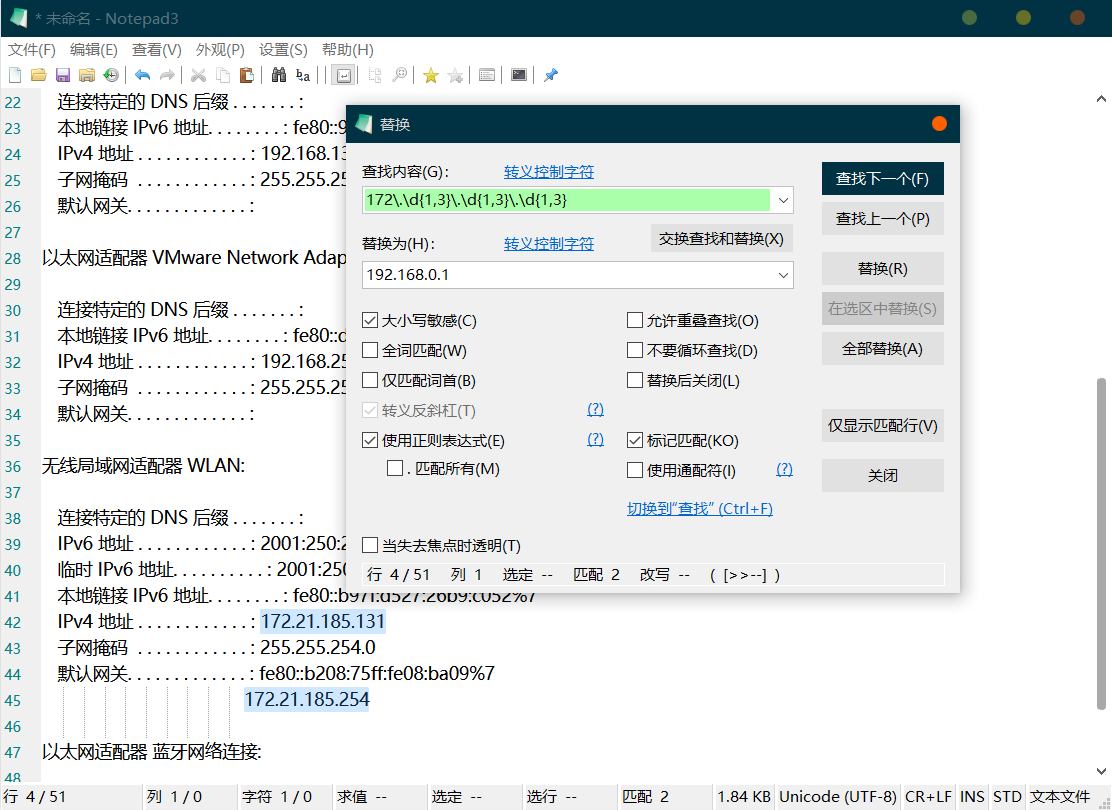 * 未命名 - Notepad3
文件(F) 编辑(E) 查看(V) 外观(P) 设置(S) 帮助(H)
22 连接特定的 DNS 后缀 . . . . . . . :
23 本地链接 IPv6 地址. . . . . . . . : fe80::9
24 IPv4 地址 . . . . . . . . . . . . : 192.168.13
25 子网掩码 . . . . . . . . . . . . : 255.255.25
26 默认网关. . . . . . . . . . . . . :
27
28 以太网适配器 VMware Network Adap
29
30 连接特定的 DNS 后缀 . . . . . . . :
31 本地链接 IPv6 地址. . . . . . . . : fe80::d
32 IPv4 地址 . . . . . . . . . . . . : 192.168.25
33 子网掩码 . . . . . . . . . . . . : 255.255.25
34 默认网关. . . . . . . . . . . . . :
35
36 无线局域网适配器 WLAN:
37
38 连接特定的 DNS 后缀 . . . . . . . :
39 IPv6 地址 . . . . . . . . . . . . : 2001:250:2
40 临时 IPv6 地址. . . . . . . . . . : 2001:250
41 本地链接 IPv6 地址. . . . . . . . : fe80::b971:d527:26b9:c052%7
42 IPv4 地址 . . . . . . . . . . . . : 172.21.185.131
43 子网掩码 . . . . . . . . . . . . : 255.255.254.0
44 默认网关. . . . . . . . . . . . . : fe80::b208:75ff:fe08:ba09%7
45 172.21.185.254
46
47 以太网适配器 蓝牙网络连接:
48
替换
查找内容(G): 转义控制字符
172\.\d{1,3}\.\d{1,3}\.\d{1,3}
替换为(H): 转义控制字符 交换查找和替换(X)
192.168.0.1
大小写敏感(C) 允许重叠查找(O)
全词匹配(W) 不要循环查找(D)
仅匹配词首(B) 替换后关闭(L)
转义反斜杠(T) (?)
使用正则表达式(E) (?) 标记匹配(KO)
. 匹配所有(M) 使用通配符(I) (?)
切换到“查找” (Ctrl+F)
当失去焦点时透明(T)
行 4 / 51 列 1 选定 -- 匹配 2 改写 -- ( [>>--] )
查找下一个(F)
查找上一个(P)
替换(R)
在选区中替换(S)
全部替换(A)
仅显示匹配行(V)
关闭
行 4 / 51 列 1 / 0 字符 1 / 0 求值 -- 选定 -- 选行 -- 匹配 2 1.84 KB Unicode (UTF-8) CR+LF INS STD 文本文件